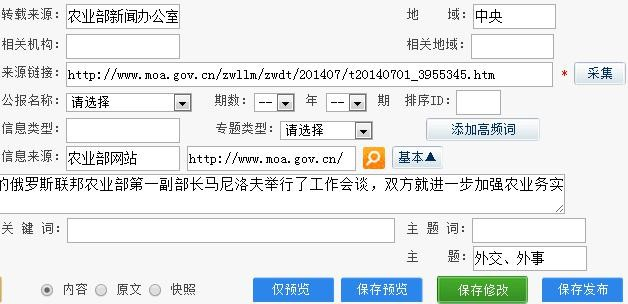 转载来源： 农业部新闻办公室 地 域： 中央
相关机构： 相关地域：
来源链接： http://www.moa.gov.cn/zwllm/zwdt/201407/t20140701_3955345.htm * 采集
公报名称： 请选择 期数： -- 年 -- 期 排序ID：
信息类型： 专题类型： 请选择 添加高频词
信息来源： 农业部网站 http://www.moa.gov.cn/ 基本▲
的俄罗斯联邦农业部第一副部长马尼洛夫举行了工作会谈，双方就进一步加强农业务实
关 键 词： 主 题 词：
主 题： 外交、外事
内容 原文 快照 仅预览 保存预览 保存修改 保存发布